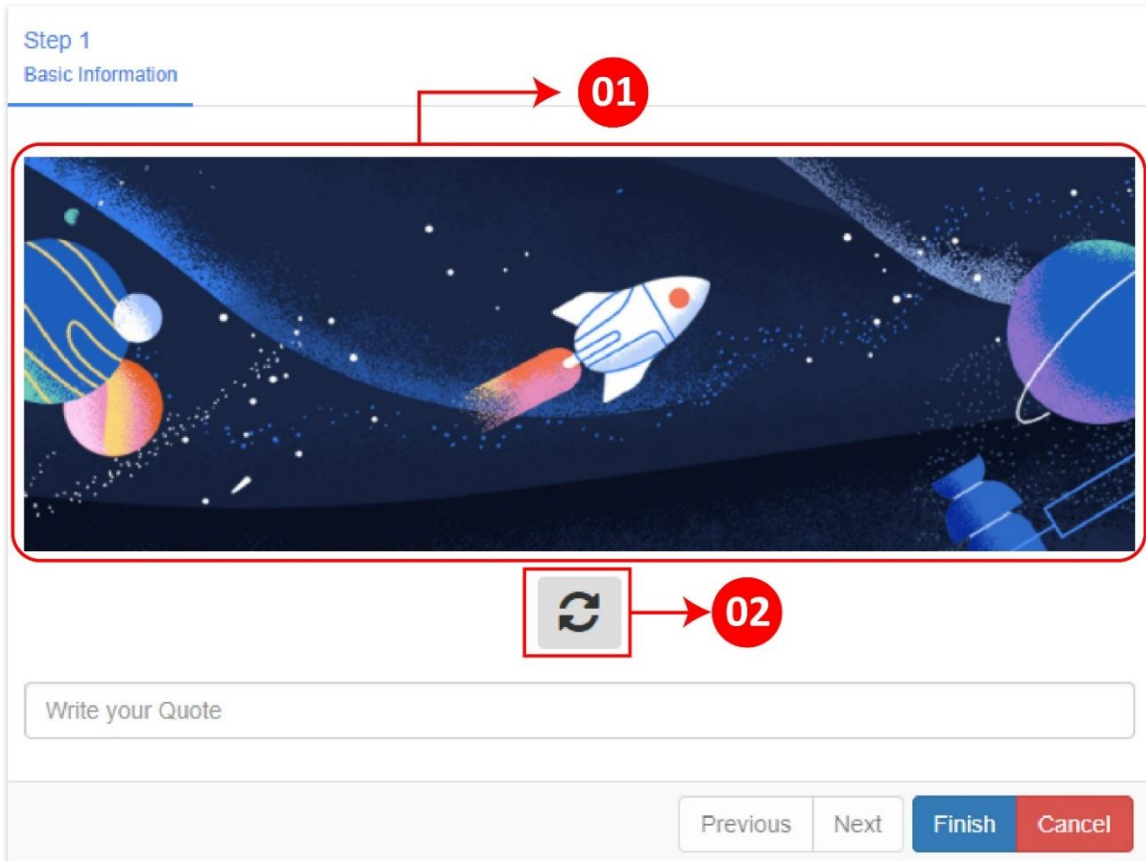 Step 1
Basic Information
01
02
Write your Quote
Previous Next Finish Cancel